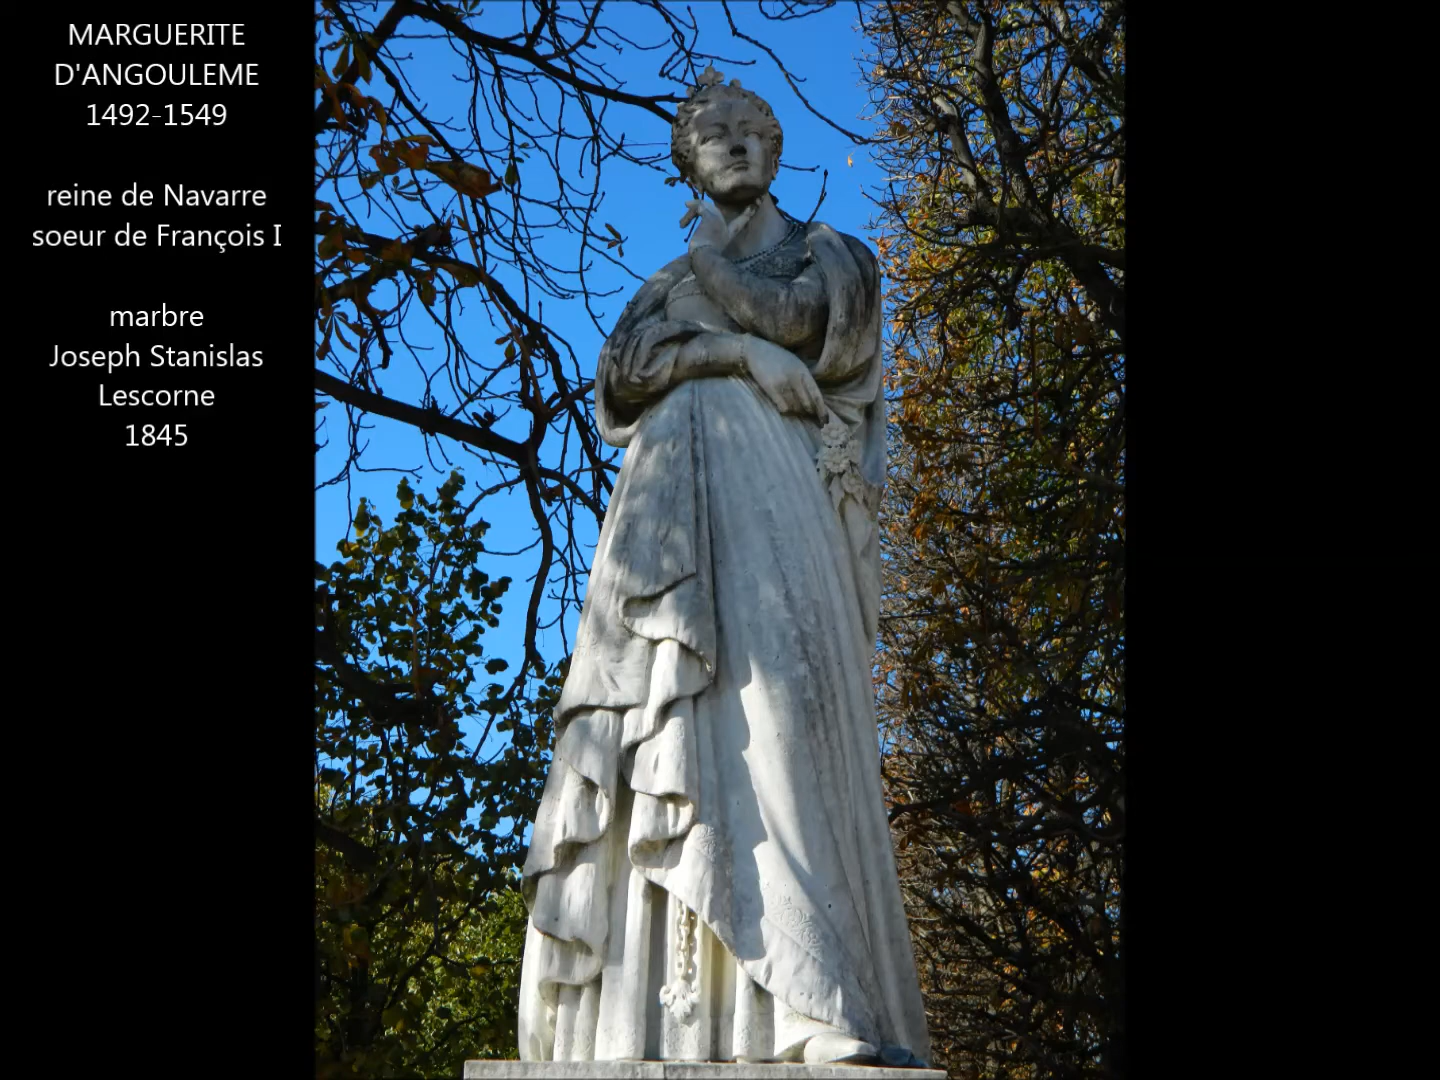 MARGUERITE
D'ANGOULEME
1492-1549
reine de Navarre
soeur de François I
marbre
Joseph Stanislas
Lescorne
1845